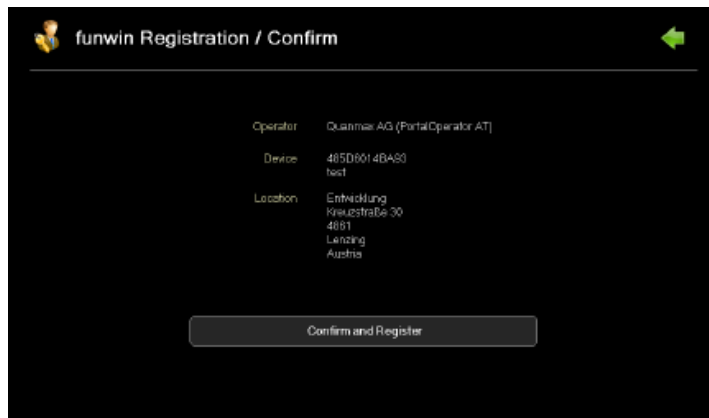 funwin Registration / Confirm
Operator Quanmax AG (PortalOperator AT)
Device 485D6014BA93
test
Location Entwicklung
Kreuzstraße 30
4861
Lenzing
Austria
Confirm and Register